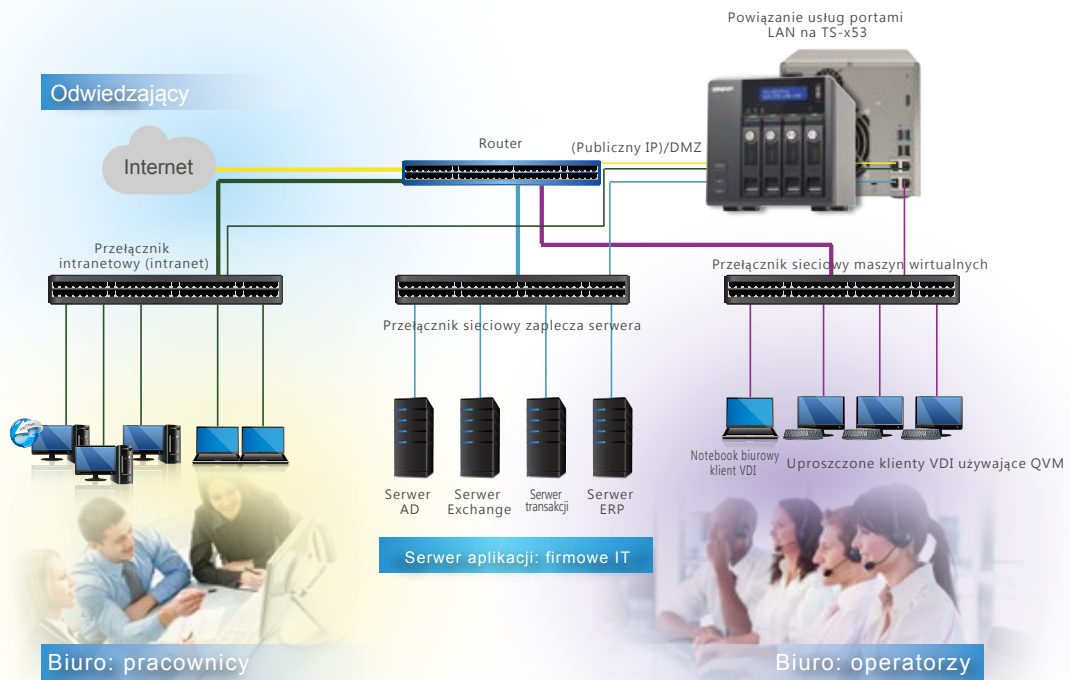 Powiązanie usług portami
LAN na TS-x53
Odwiedzający
Internet
Router
(Publiczny IP)/DMZ
QNAP
Przełącznik
intranetowy (intranet)
Przełącznik sieciowy zaplecza serwera
Przełącznik sieciowy maszyn wirtualnych
Serwer
AD
Serwer
Exchange
Serwer
transakcji
Serwer
ERP
Notebook biurowy
klient VDI
Uproszczone klienty VDI używające QVM
Serwer aplikacji: firmowe IT
Biuro: pracownicy
Biuro: operatorzy